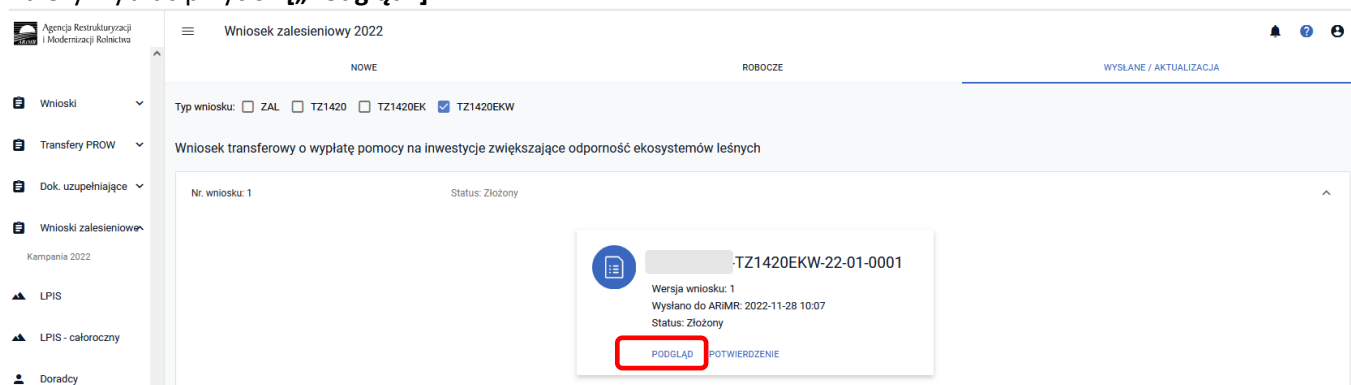 Agencja Restrukturyzacji
i Modernizacji Rolnictwa
ARiMR
Wniosek zalesieniowy 2022
NOWE
ROBOCZE
WYSŁANE / AKTUALIZACJA
Wnioski
Transfery PROW
Dok. uzupełniające
Wnioski zalesieniowe
Kampania 2022
LPIS
LPIS - całoroczny
Doradcy
Typ wniosku: ZAL TZ1420 TZ1420EK TZ1420EKW
Wniosek transferowy o wypłatę pomocy na inwestycje zwiększające odporność ekosystemów leśnych
Nr. wniosku: 1 Status: Złożony
-TZ1420EKW-22-01-0001
Wersja wniosku: 1
Wysłano do ARiMR: 2022-11-28 10:07
Status: Złożony
PODGLĄD POTWIERDZENIE